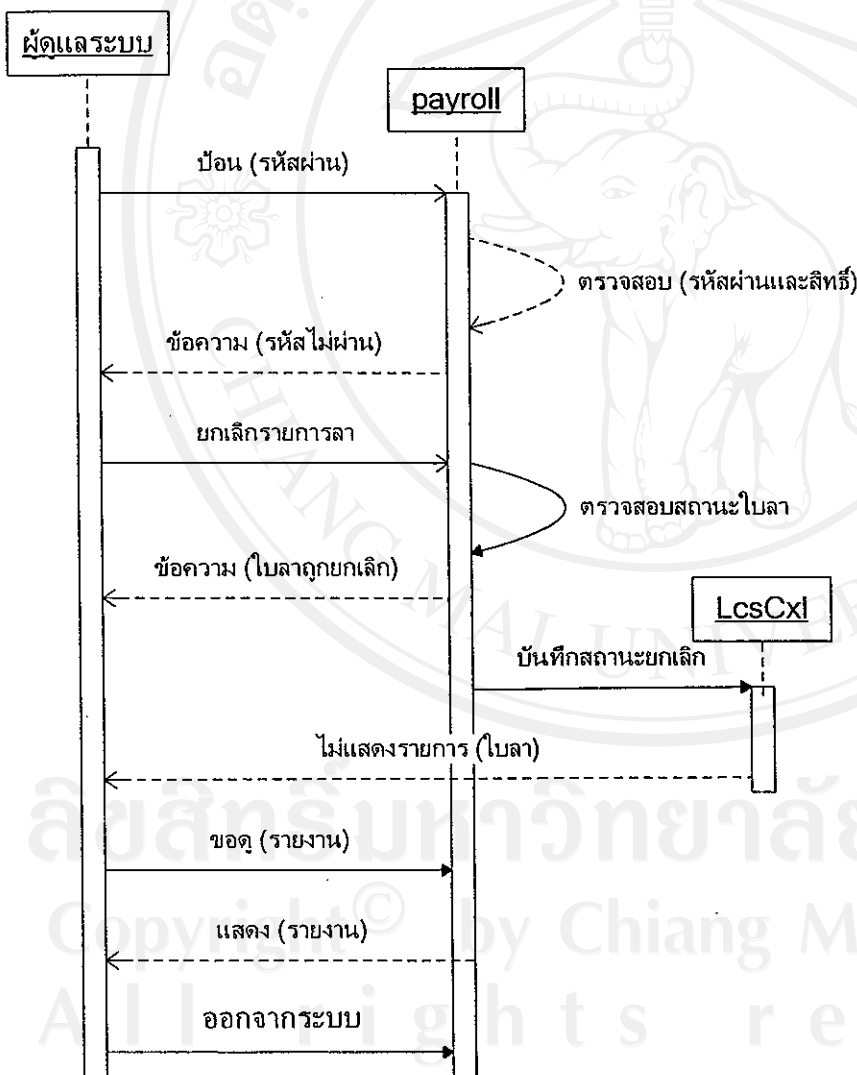 ผู้ดูแลระบบ
payroll
ป้อน (รหัสผ่าน)
ตรวจสอบ (รหัสผ่านและสิทธิ์)
ข้อความ (รหัสไม่ผ่าน)
ยกเลิกรายการลา
ตรวจสอบสถานะใบลา
ข้อความ (ใบลาถูกยกเลิก)
LcsCxl
บันทึกสถานะยกเลิก
ไม่แสดงรายการ (ใบลา)
ขอดู (รายงาน)
แสดง (รายงาน)
ออกจากระบบ
CHIANG MAI UNIVER
ลิขสิทธิ์มหาวิทยาลัย
Copyright© by Chiang M
All rights re